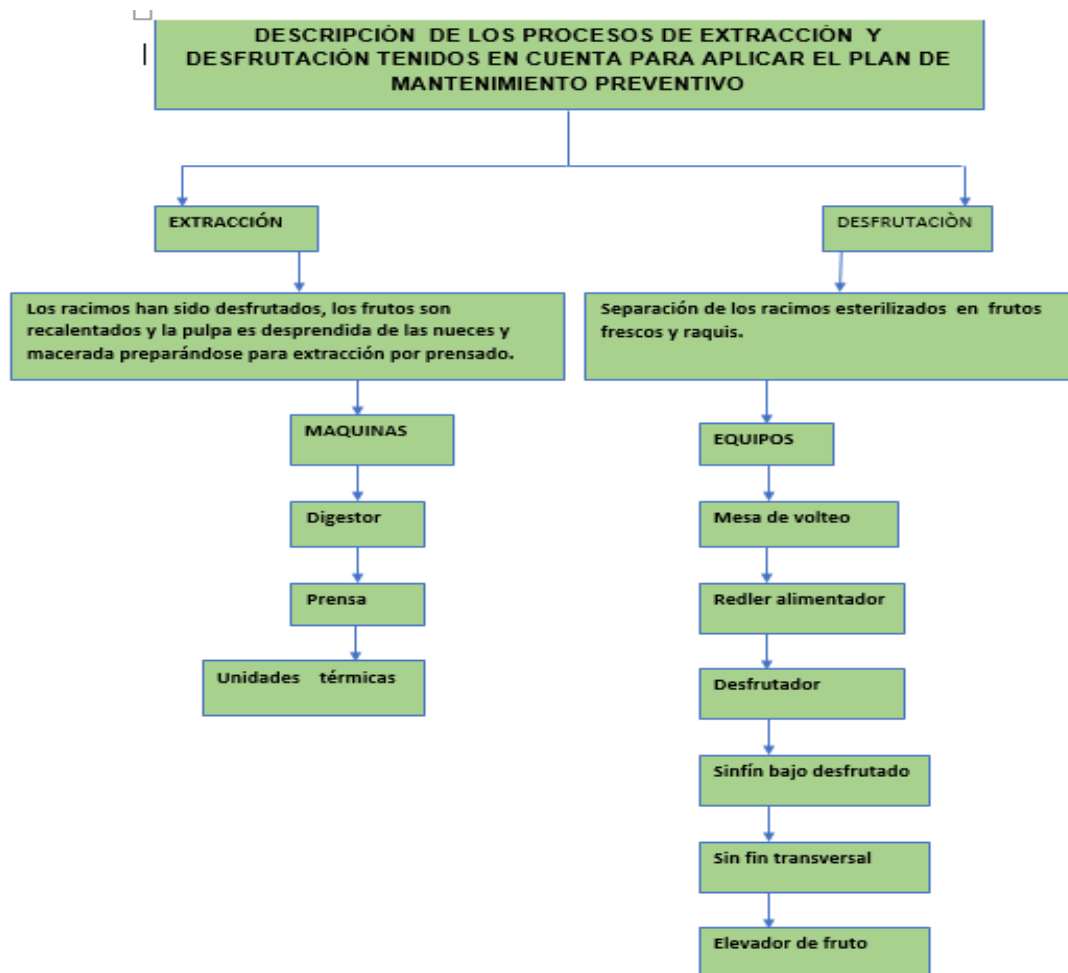 DESCRIPCIÓN DE LOS PROCESOS DE EXTRACCIÓN Y
DESFRUTACIÓN TENIDOS EN CUENTA PARA APLICAR EL PLAN DE
MANTENIMIENTO PREVENTIVO
EXTRACCIÓN
DESFRUTACIÒN
Los racimos han sido desfrutados, los frutos son
recalentados y la pulpa es desprendida de las nueces y
macerada preparándose para extracción por prensado.
Separación de los racimos esterilizados en frutos
frescos y raquis.
MAQUINAS
EQUIPOS
Digestor
Mesa de volteo
Prensa
Redler alimentador
Unidades térmicas
Desfrutador
Sinfín bajo desfrutado
Sin fin transversal
Elevador de fruto